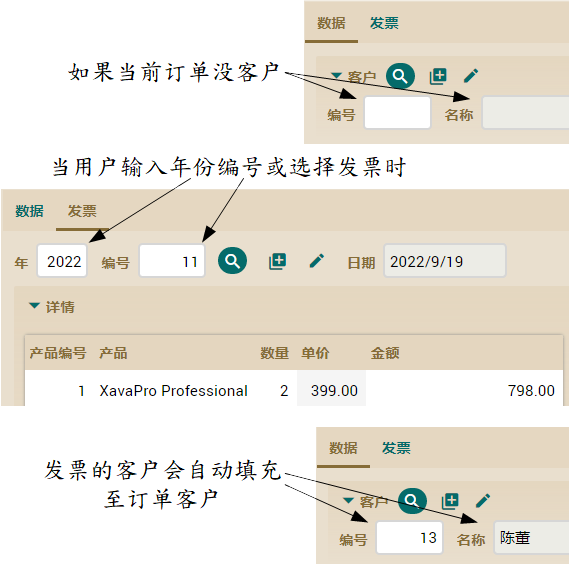 数据 发票
如果当前订单没客户
客户
编号 名称
当用户输入年份编号或选择发票时
数据 发票
年 2022 编号 11 日期 2022/9/19
详情
产品编号 产品 数量 单价 金额
1 XavaPro Professional 2 399.00 798.00
数据 发票
发票的客户会自动填充
至订单客户
客户
编号 13 名称 陈董